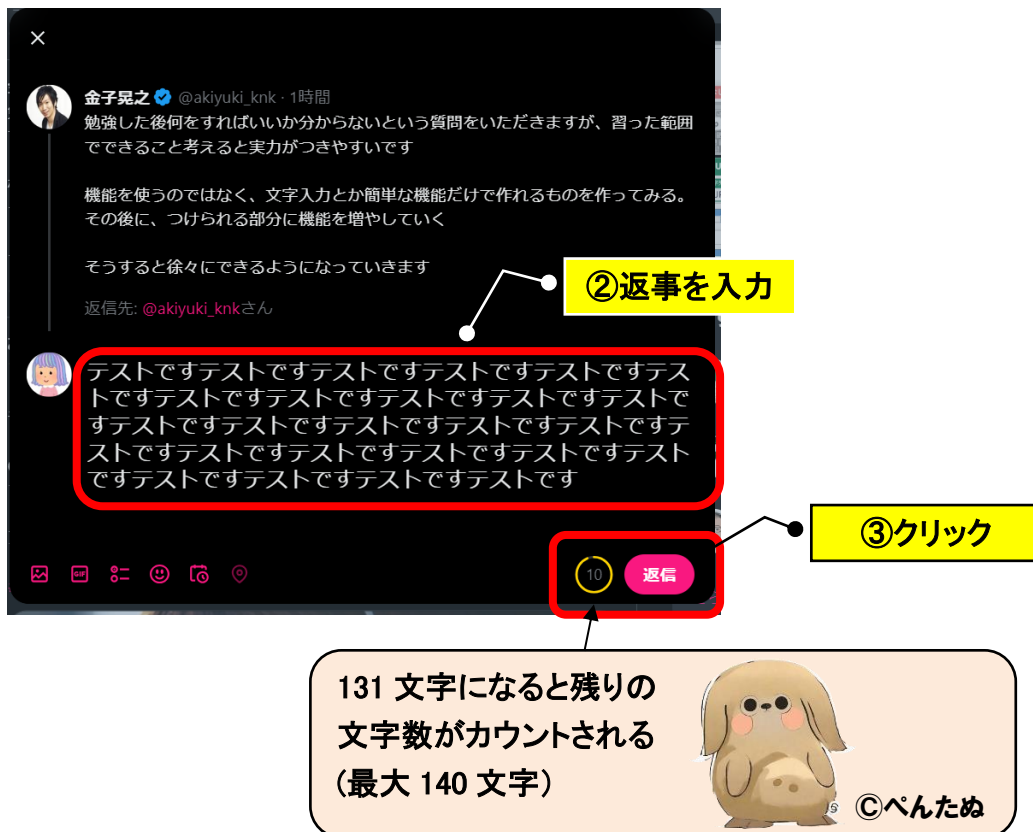 金子晃之 @akiyuki_knk · 1時間
勉強した後何をすればいいか分からないという質問をいただきますが、習った範囲
でできること考えると実力がつきやすいです
機能を使うのではなく、文字入力とか簡単な機能だけで作れるものを作ってみる。
その後に、つけられる部分に機能を増やしていく
そうすると徐々にできるようになっていきます
返信先: @akiyuki_knkさん
②返事を入力
テストですテストですテストですテストですテストですテス
トですテストですテストですテストですテストですテストで
すテストですテストですテストですテストですテストですテ
ストですテストですテストですテストですテストですテスト
ですテストですテストですテストですテストです
③クリック
GIF
10
返信
131 文字になると残りの
文字数がカウントされる
(最大 140 文字)
Ⓒぺんたぬ